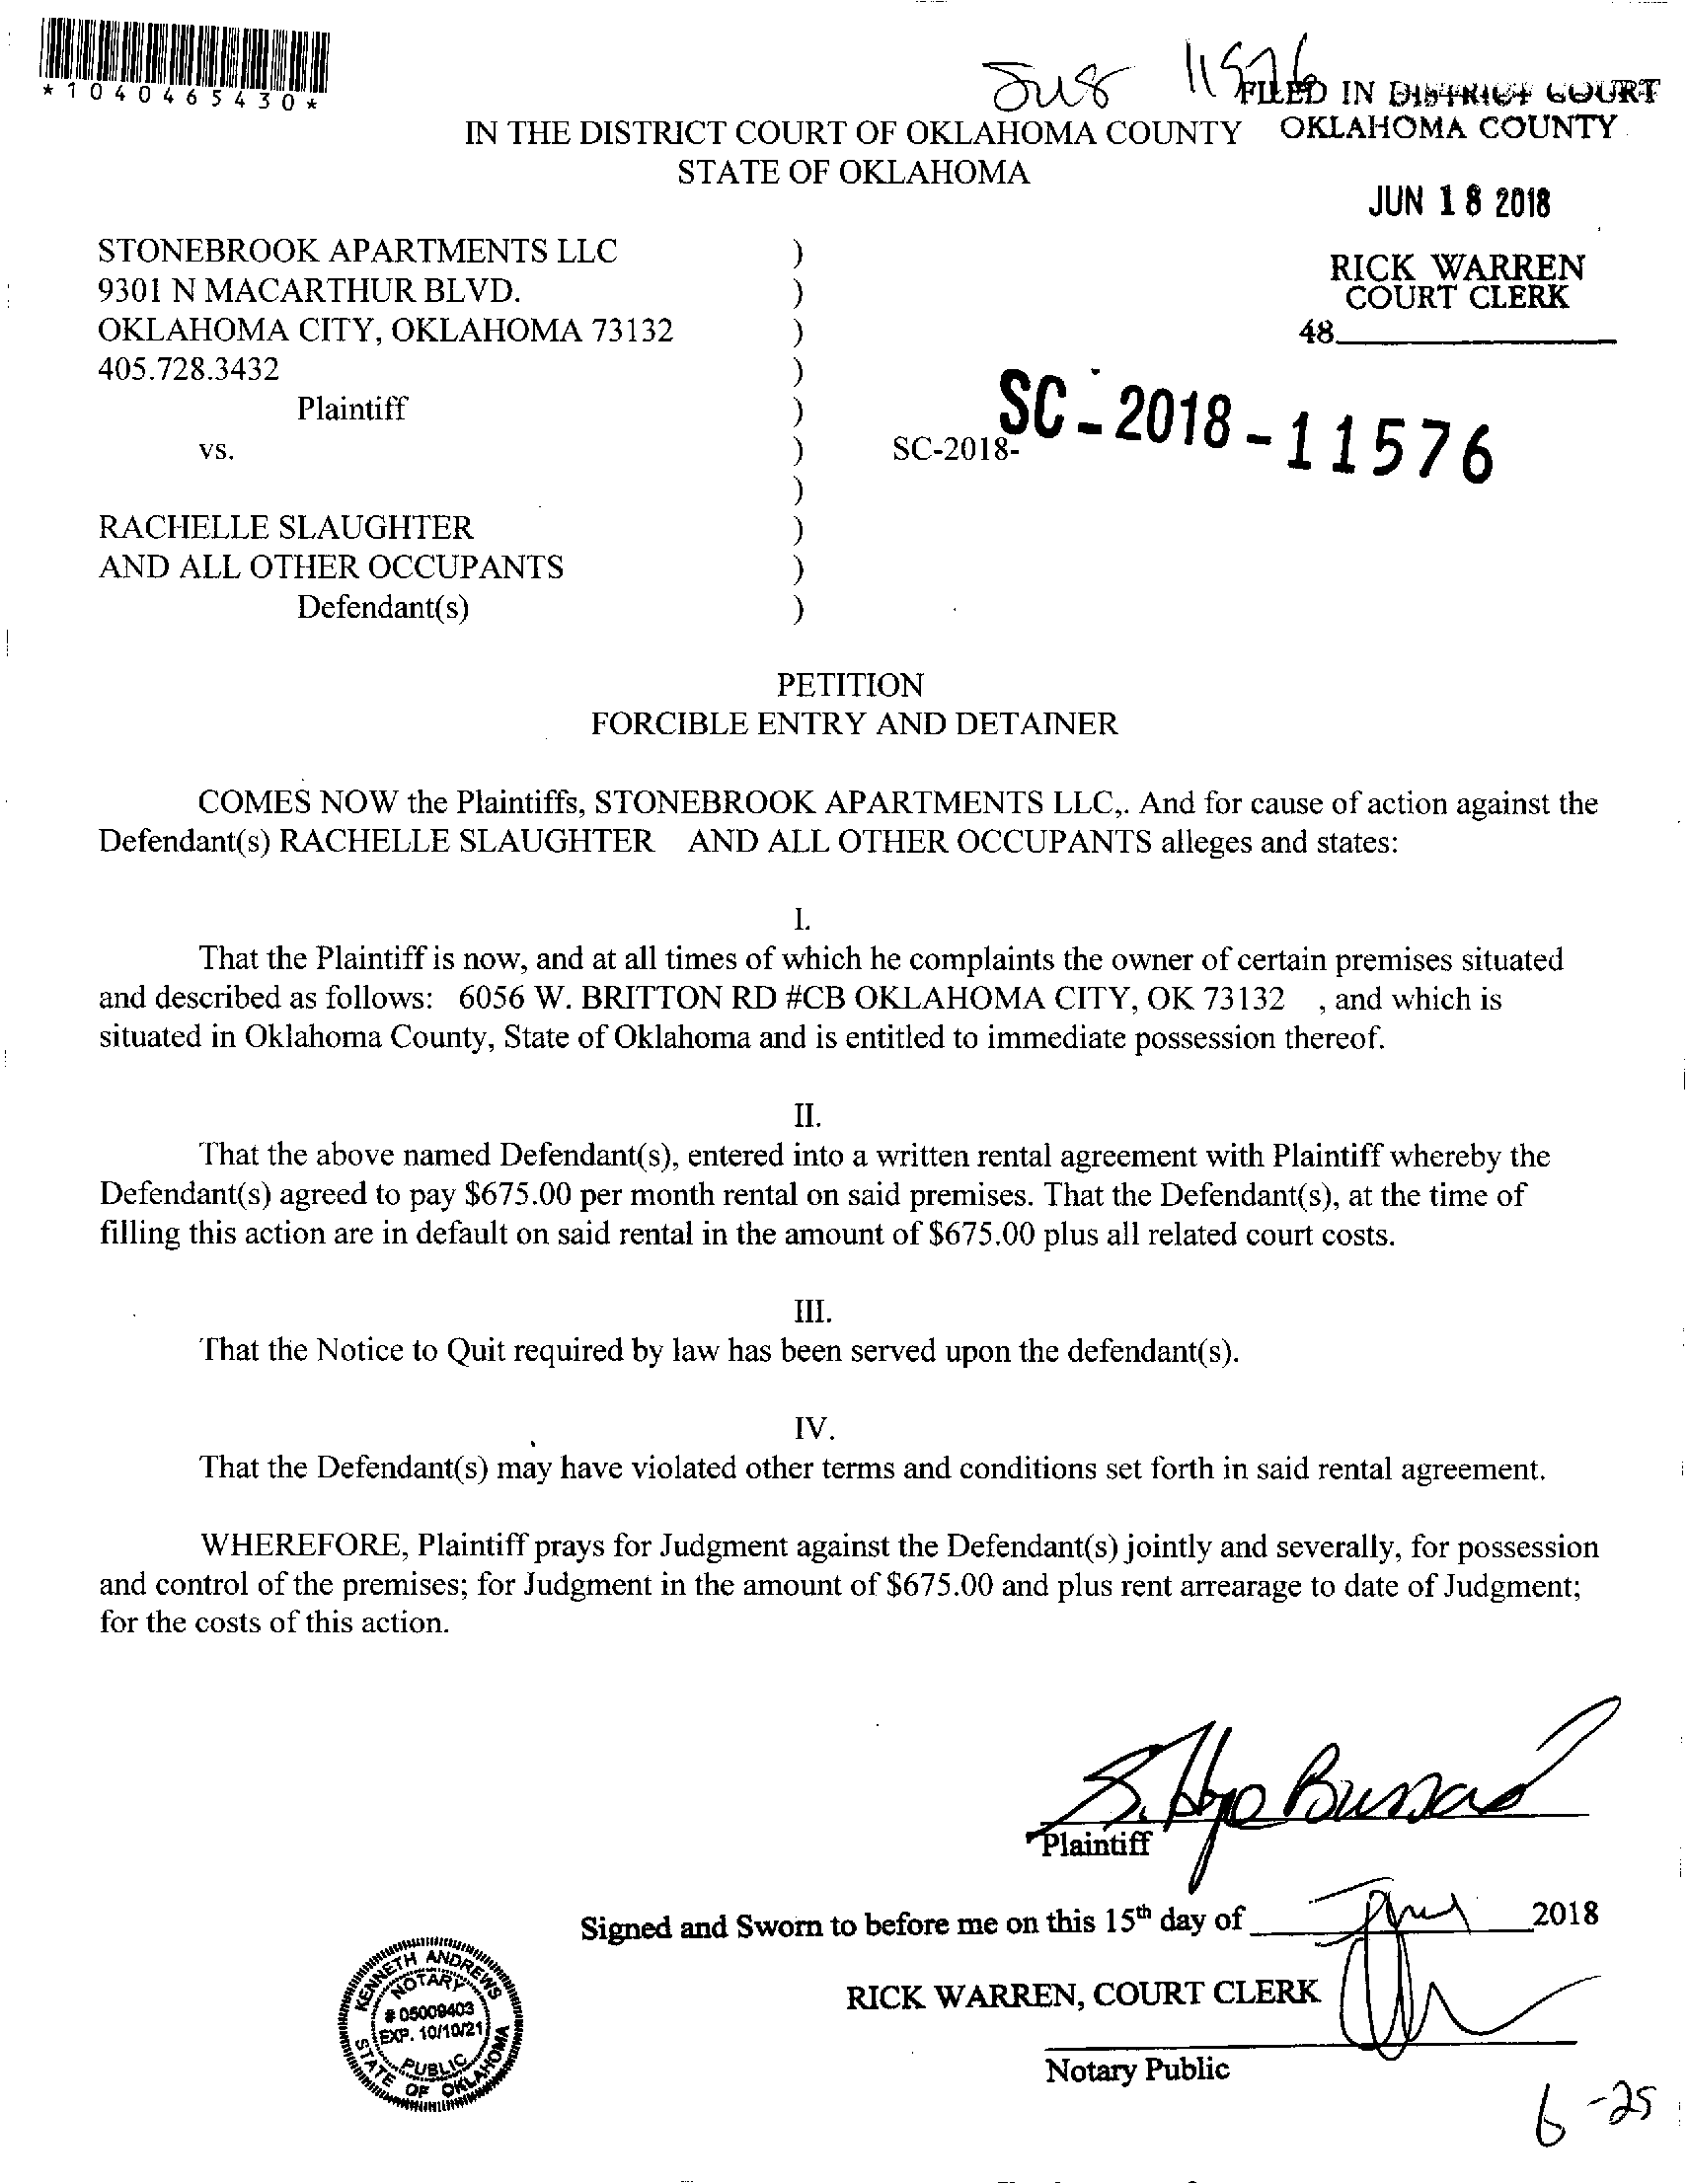 *1040465430*
11576
FILED IN DISTRICT COURT
OKLAHOMA COUNTY
JUN 18 2018
RICK WARREN
COURT CLERK
48
IN THE DISTRICT COURT OF OKLAHOMA COUNTY
STATE OF OKLAHOMA
STONEBROOK APARTMENTS LLC )
9301 N MACARTHUR BLVD. )
OKLAHOMA CITY, OKLAHOMA 73132 )
405.728.3432 )
Plaintiff )
vs. ) SC-2018- SC-2018-11576
)
RACHELLE SLAUGHTER )
AND ALL OTHER OCCUPANTS )
Defendant(s) )
PETITION
FORCIBLE ENTRY AND DETAINER
COMES NOW the Plaintiffs, STONEBROOK APARTMENTS LLC,. And for cause of action against the
Defendant(s) RACHELLE SLAUGHTER AND ALL OTHER OCCUPANTS alleges and states:
I.
That the Plaintiff is now, and at all times of which he complaints the owner of certain premises situated
and described as follows: 6056 W. BRITTON RD #CB OKLAHOMA CITY, OK 73132 , and which is
situated in Oklahoma County, State of Oklahoma and is entitled to immediate possession thereof.
II.
That the above named Defendant(s), entered into a written rental agreement with Plaintiff whereby the
Defendant(s) agreed to pay $675.00 per month rental on said premises. That the Defendant(s), at the time of
filling this action are in default on said rental in the amount of $675.00 plus all related court costs.
III.
That the Notice to Quit required by law has been served upon the defendant(s).
IV.
That the Defendant(s) may have violated other terms and conditions set forth in said rental agreement.
WHEREFORE, Plaintiff prays for Judgment against the Defendant(s) jointly and severally, for possession
and control of the premises; for Judgment in the amount of $675.00 and plus rent arrearage to date of Judgment;
for the costs of this action.
Plaintiff
Signed and Sworn to before me on this 15th day of June 2018
RICK WARREN, COURT CLERK
Notary Public
KENNETH ANDREWS
NOTARY
# 05009403
EXP. 10/10/21
PUBLIC
STATE OF OKLAHOMA
6-25